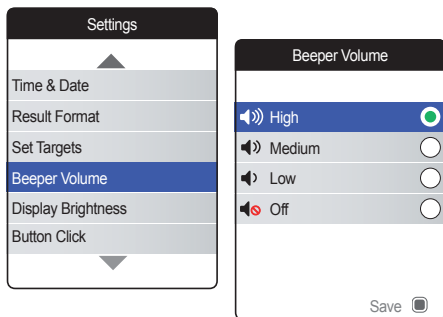 Settings
Time & Date
Result Format
Set Targets
Beeper Volume
Display Brightness
Button Click
Beeper Volume
High
Medium
Low
Off
Save